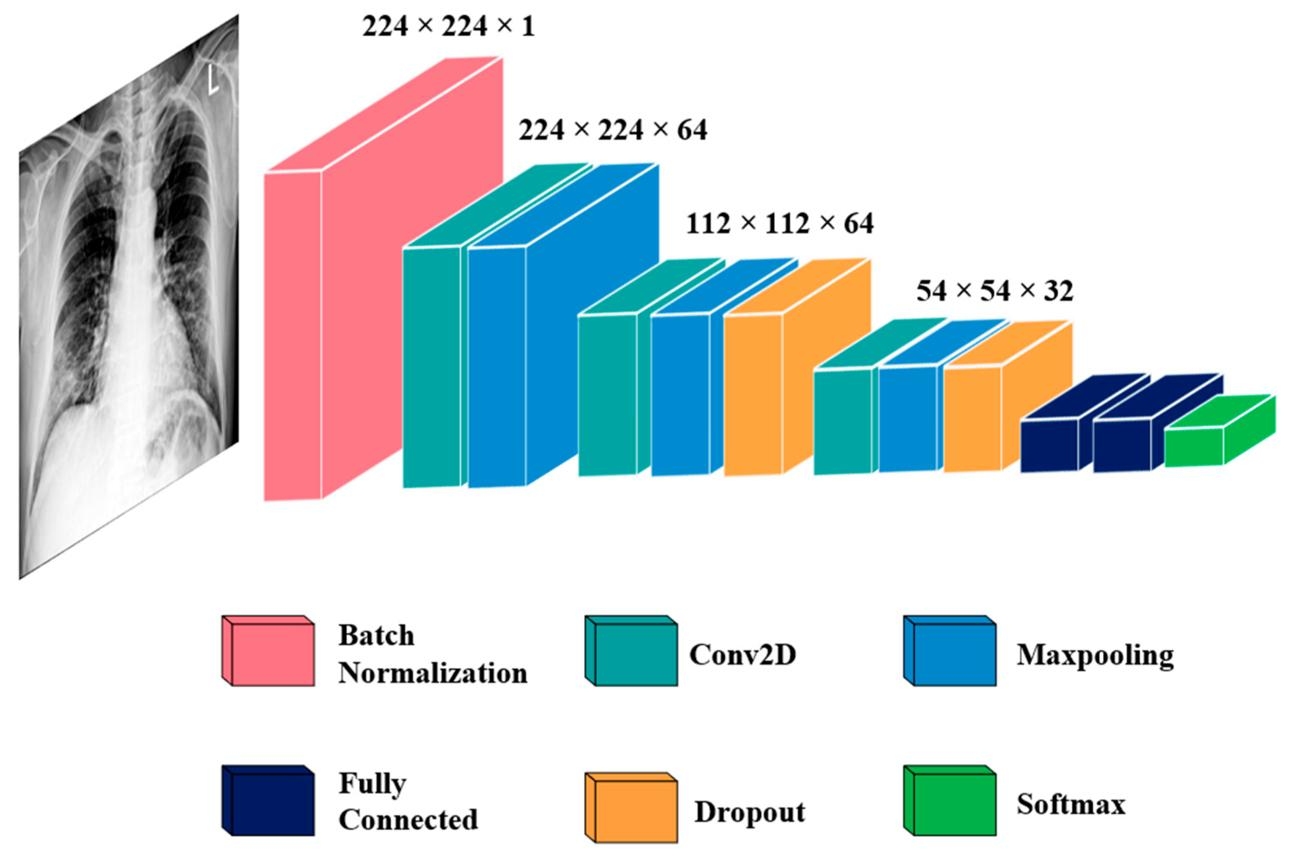 224 × 224 × 1
224 × 224 × 64
112 × 112 × 64
54 × 54 × 32
L
Batch
Normalization
Conv2D
Maxpooling
Fully
Connected
Dropout
Softmax